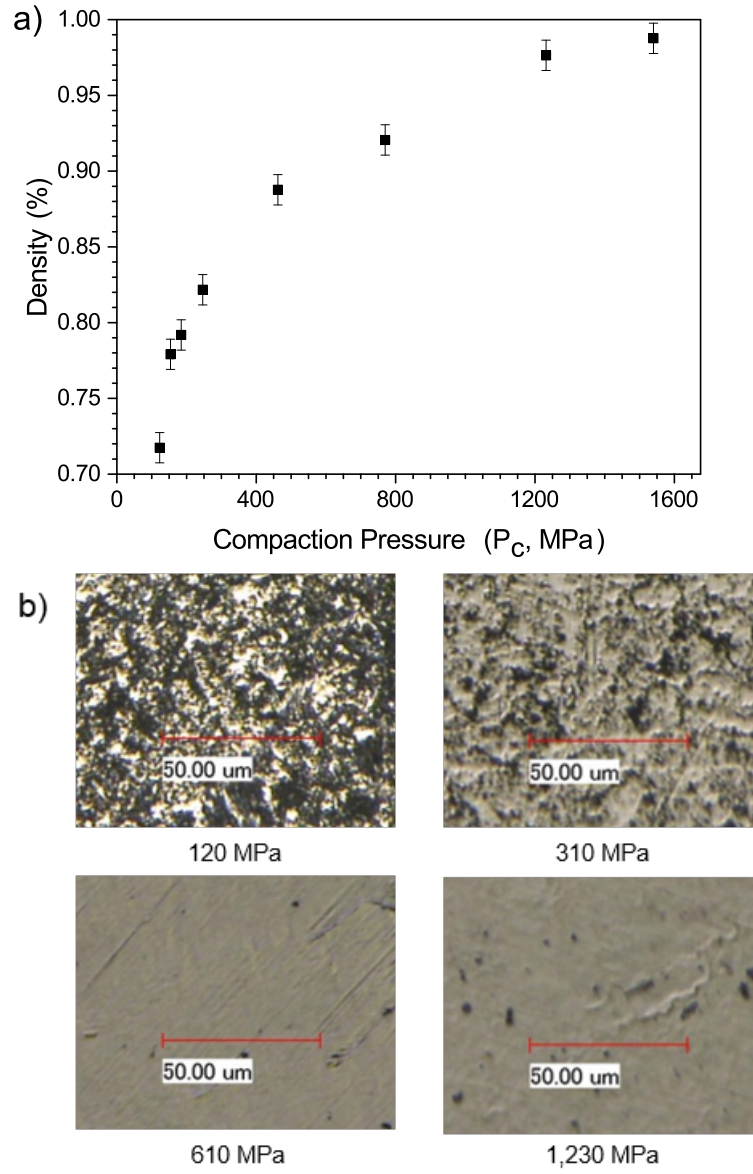 a)
1.00
0.95
0.90
0.85
0.80
0.75
0.70
Density (%)
0 400 800 1200 1600
Compaction Pressure (Pc, MPa)
b)
50.00 um 50.00 um
120 MPa 310 MPa
50.00 um 50.00 um
610 MPa 1,230 MPa